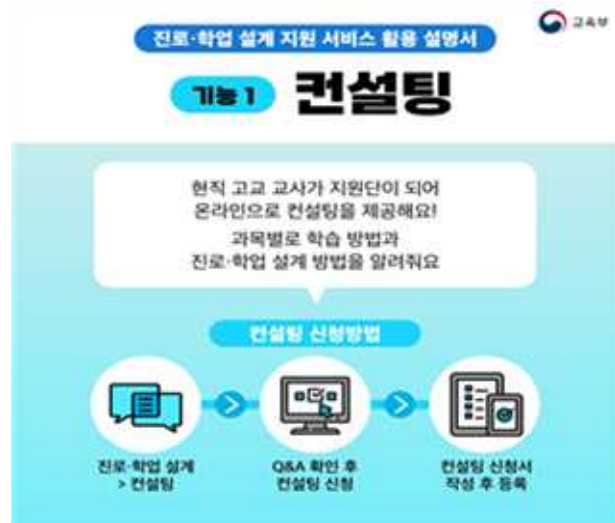 교육부
진로·학업 설계 지원 서비스 활용 설명서
기능 1 컨설팅
현직 고교 교사가 지원단이 되어
온라인으로 컨설팅을 제공해요!
과목별로 학습 방법과
진로·학업 설계 방법을 알려줘요
컨설팅 신청방법
진로·학업 설계
> 컨설팅
Q&A 확인 후
컨설팅 신청
컨설팅 신청서
작성 후 등록